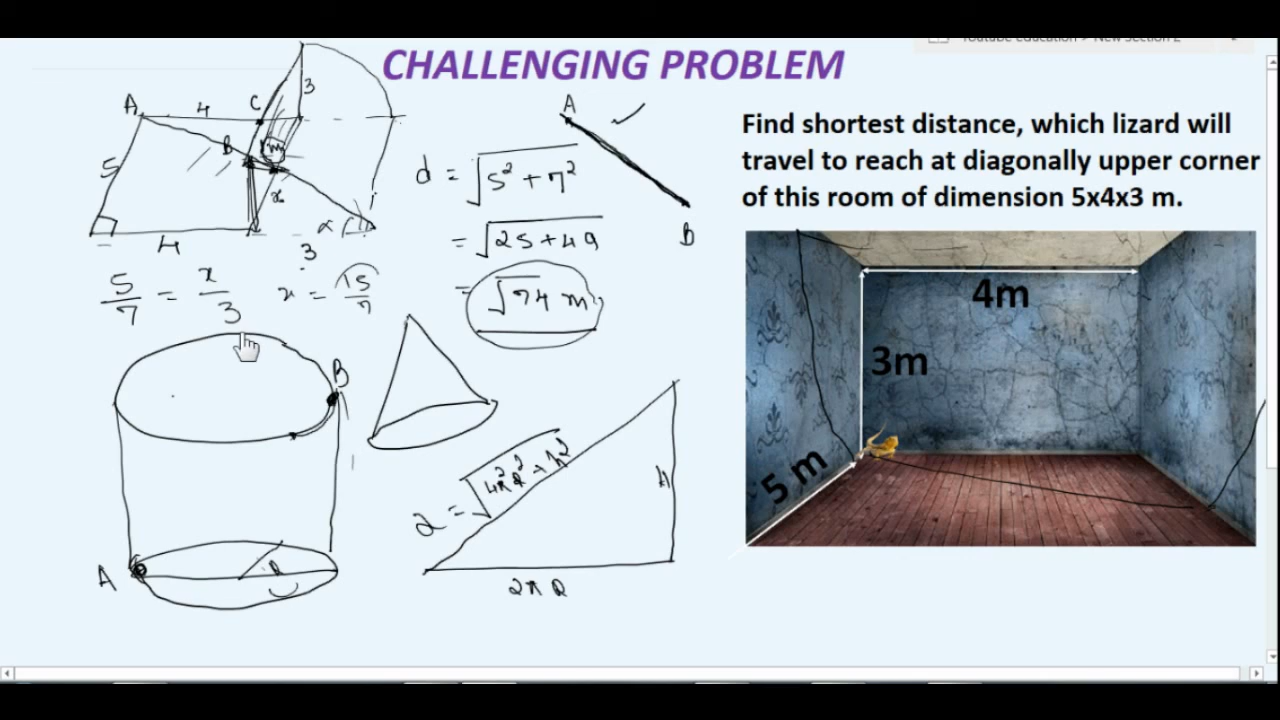 CHALLENGING PROBLEM
Find shortest distance, which lizard will
travel to reach at diagonally upper corner
of this room of dimension 5x4x3 m.
4m
3m
5 m
A 4 C 3
5 B x
4 3 α
5/7 = x/3 x = 15/7
d = √5² + 7²
= √25 + 49
= √74 m
A
B
B
A R
2 = √4π²R² + h²
H
2π R